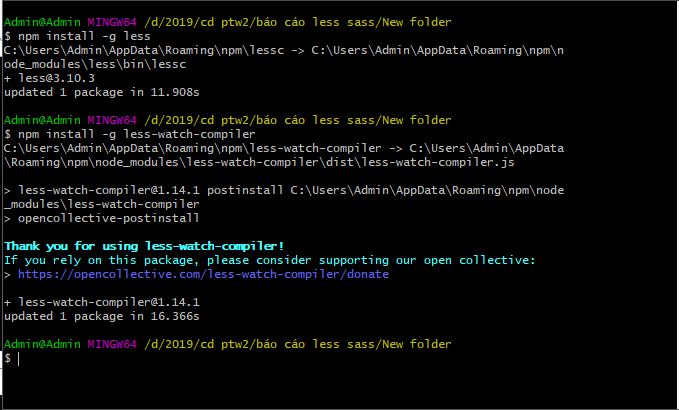 Admin@Admin MINGW64 /d/2019/cd ptw2/báo cáo less sass/New folder
$ npm install -g less
C:\Users\Admin\AppData\Roaming\npm\lessc -> C:\Users\Admin\AppData\Roaming\npm\n
ode_modules\less\bin\lessc
+ less@3.10.3
updated 1 package in 11.908s
Admin@Admin MINGW64 /d/2019/cd ptw2/báo cáo less sass/New folder
$ npm install -g less-watch-compiler
C:\Users\Admin\AppData\Roaming\npm\less-watch-compiler -> C:\Users\Admin\AppData
\Roaming\npm\node_modules\less-watch-compiler\dist\less-watch-compiler.js
> less-watch-compiler@1.14.1 postinstall C:\Users\Admin\AppData\Roaming\npm\node
_modules\less-watch-compiler
> opencollective-postinstall
Thank you for using less-watch-compiler!
If you rely on this package, please consider supporting our open collective:
> https://opencollective.com/less-watch-compiler/donate
+ less-watch-compiler@1.14.1
updated 1 package in 16.366s
Admin@Admin MINGW64 /d/2019/cd ptw2/báo cáo less sass/New folder
$